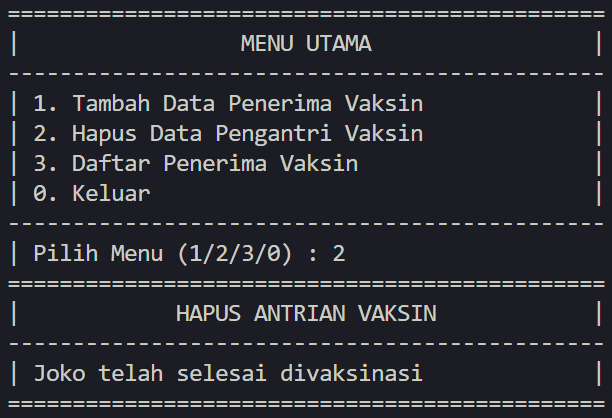 ==============================================
|                 MENU UTAMA                 |
----------------------------------------------
| 1. Tambah Data Penerima Vaksin             |
| 2. Hapus Data Pengantri Vaksin             |
| 3. Daftar Penerima Vaksin                  |
| 0. Keluar                                  |
----------------------------------------------
| Pilih Menu (1/2/3/0) : 2
==============================================
|            HAPUS ANTRIAN VAKSIN            |
----------------------------------------------
| Joko telah selesai divaksinasi             |
==============================================